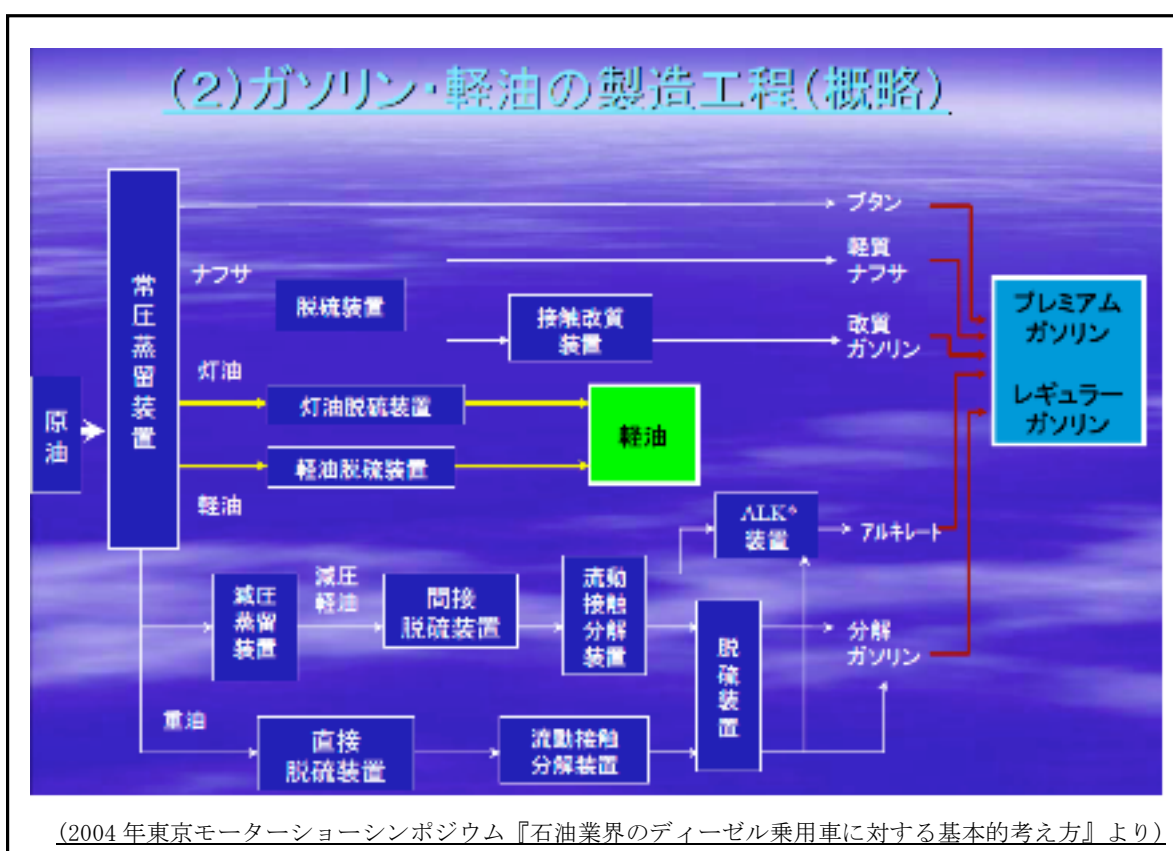 (2)ガソリン・軽油の製造工程(概略)
ブタン
軽質
ナフサ
ナフサ
脱硫装置
接触改質
装置
改質
ガソリン
プレミアム
ガソリン
レギュラー
ガソリン
常圧蒸留装置
原油
灯油
灯油脱硫装置
軽油
軽油脱硫装置
軽油
ALK*
装置
アルキレート
減圧
蒸留
装置
減圧
軽油
間接
脱硫装置
流動
接触
分解
装置
脱硫装置
分解
ガソリン
重油
直接
脱硫装置
流動接触
分解装置
(2004 年東京モーターショーシンポジウム『石油業界のディーゼル乗用車に対する基本的考え方』より)